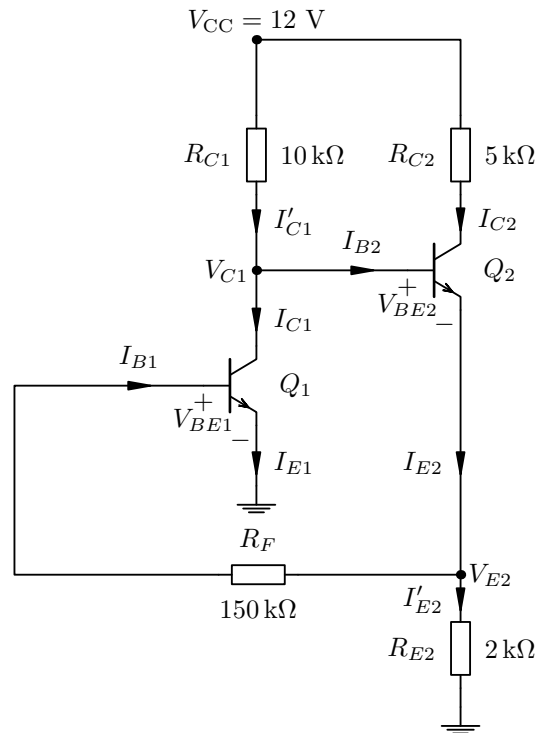 V_CC = 12 V
R_C1 10 kΩ R_C2 5 kΩ
I'_C1 I_C2
I_B2
V_C1 Q_2
+
V_BE2
−
I_C1
I_B1
Q_1
+
V_BE1
−
I_E1 I_E2
R_F
V_E2
150 kΩ I'_E2
R_E2 2 kΩ